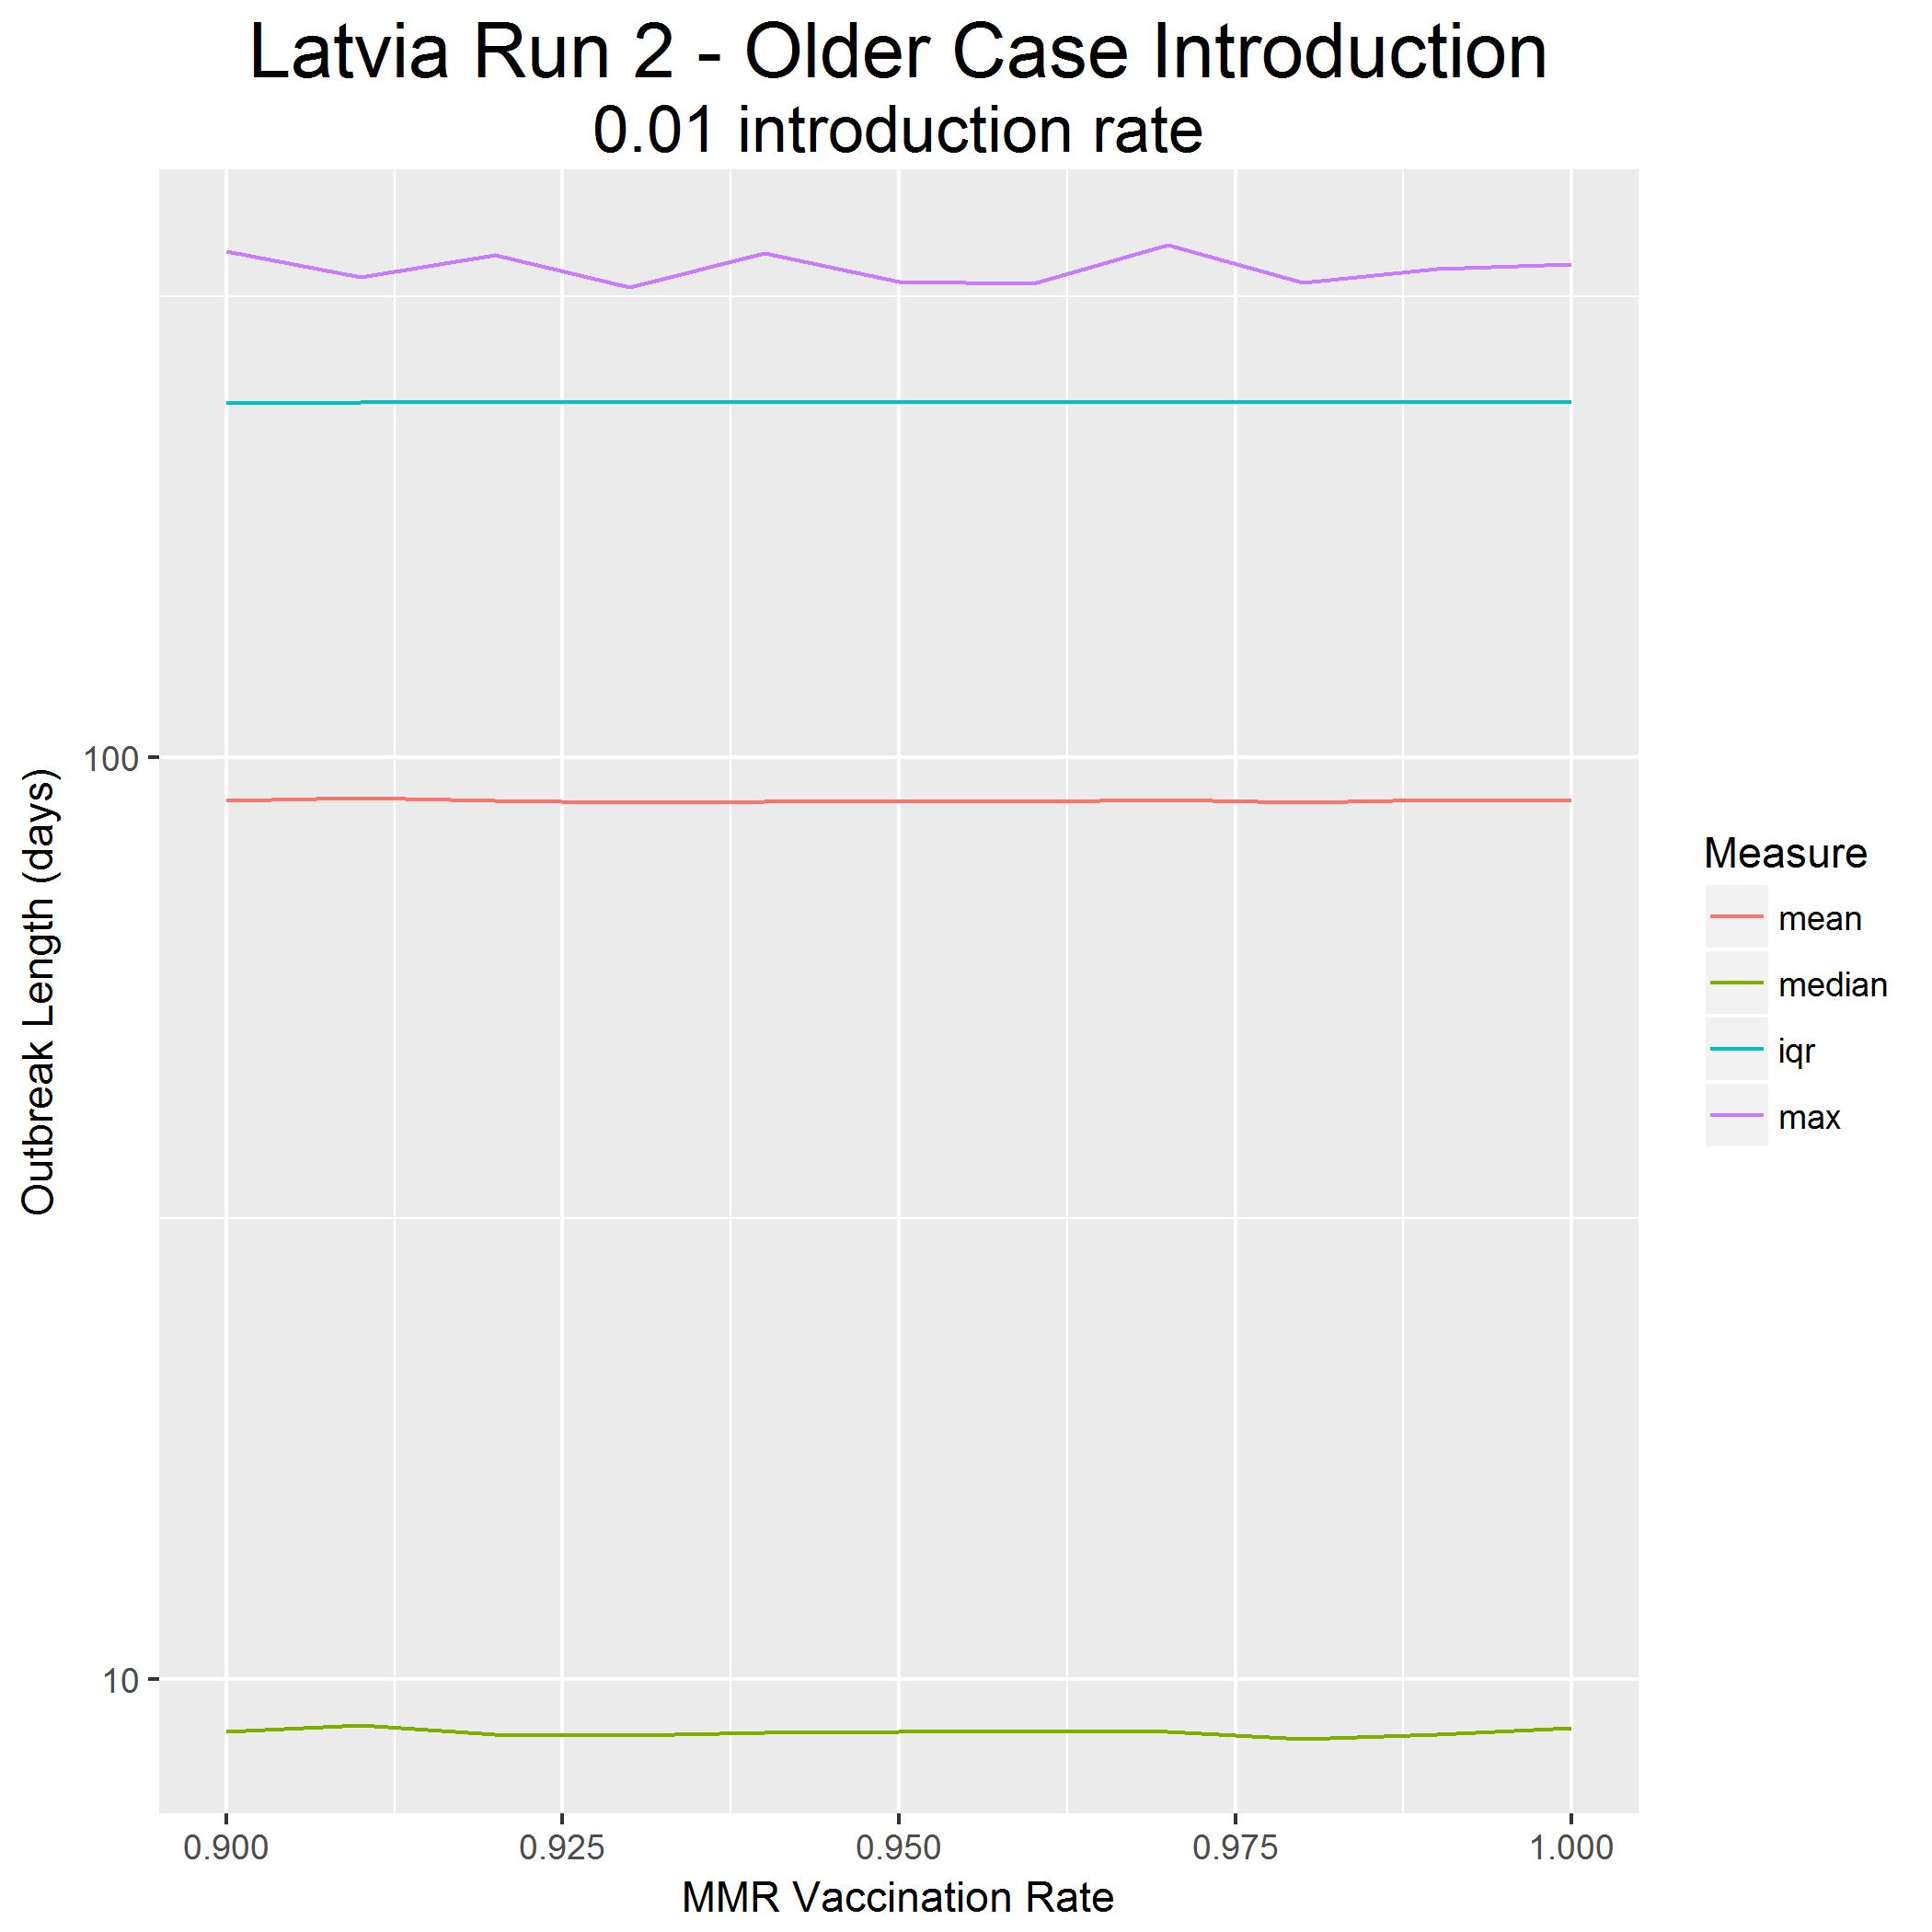 Latvia Run 2 - Older Case Introduction
0.01 introduction rate
Outbreak Length (days)
100
10
0.900 0.925 0.950 0.975 1.000
MMR Vaccination Rate
Measure
mean
median
iqr
max